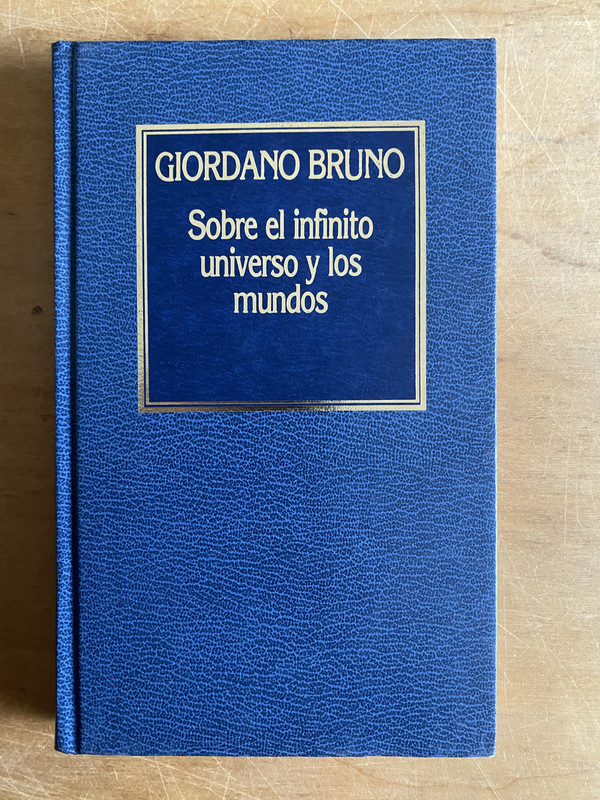 GIORDANO BRUNO
Sobre el infinito
universo y los
mundos